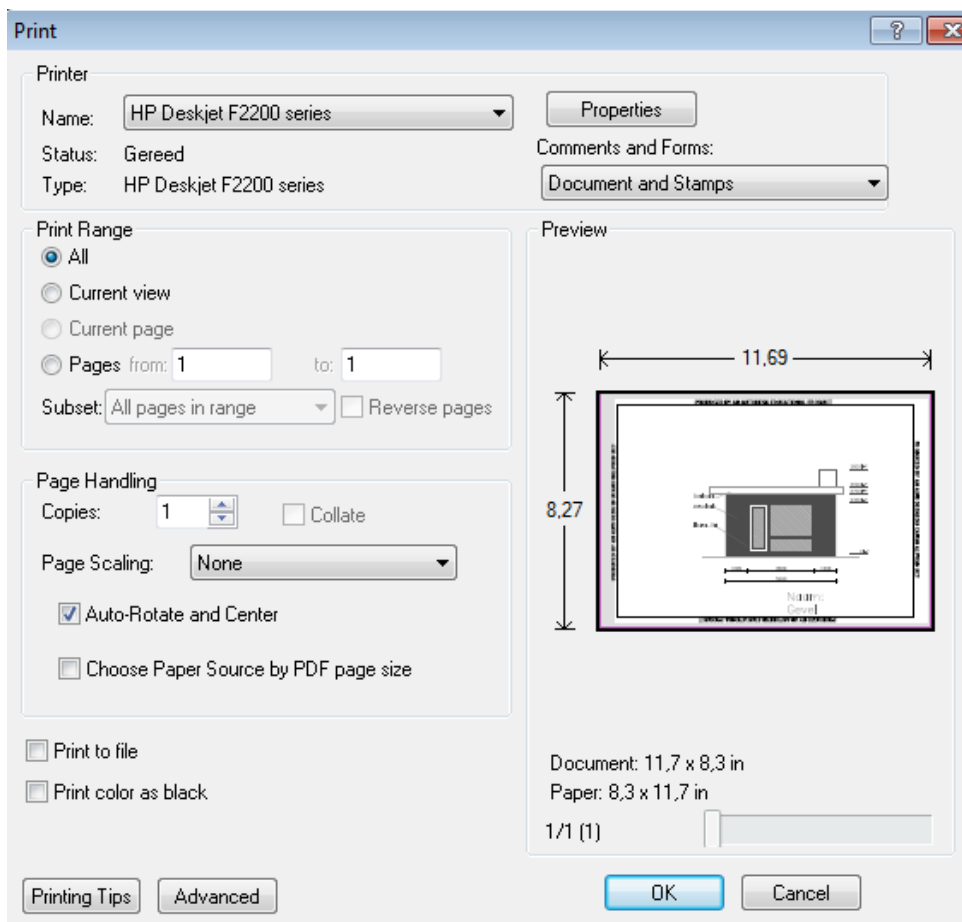 Print
Printer
Name: HP Deskjet F2200 series
Properties
Status: Gereed
Comments and Forms:
Type: HP Deskjet F2200 series
Document and Stamps
Print Range
Preview
All
Current view
Current page
Pages from: 1 to: 1
Subset: All pages in range Reverse pages
11,69
8,27
Naam:
Gevel
Page Handling
Copies: 1 Collate
Page Scaling: None
Auto-Rotate and Center
Choose Paper Source by PDF page size
Print to file
Print color as black
Document: 11,7 x 8,3 in
Paper: 8,3 x 11,7 in
1/1 (1)
Printing Tips
Advanced
OK
Cancel